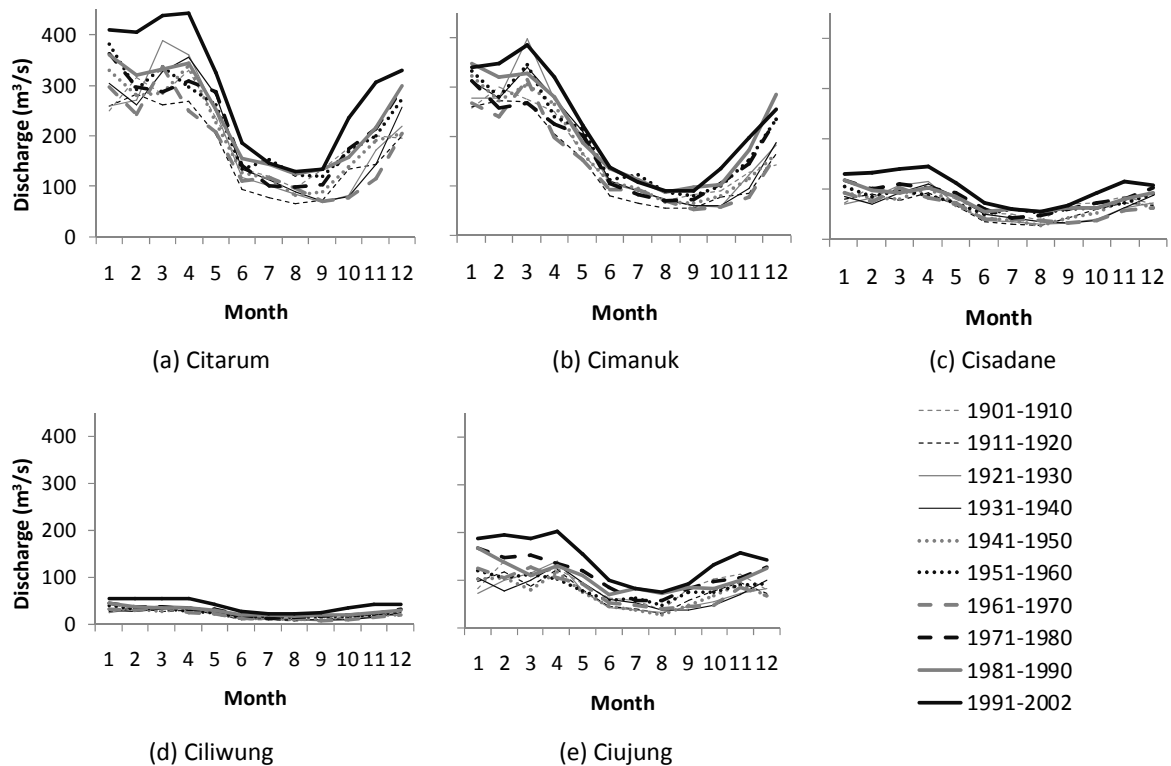 Discharge (m³/s)
400
300
200
100
0
1 2 3 4 5 6 7 8 9 10 11 12
Month
(a) Citarum
1 2 3 4 5 6 7 8 9 10 11 12
Month
(b) Cimanuk
1 2 3 4 5 6 7 8 9 10 11 12
Month
(c) Cisadane
Discharge (m³/s)
400
300
200
100
0
1 2 3 4 5 6 7 8 9 10 11 12
Month
(d) Ciliwung
1 2 3 4 5 6 7 8 9 10 11 12
Month
(e) Ciujung
1901-1910
1911-1920
1921-1930
1931-1940
1941-1950
1951-1960
1961-1970
1971-1980
1981-1990
1991-2002